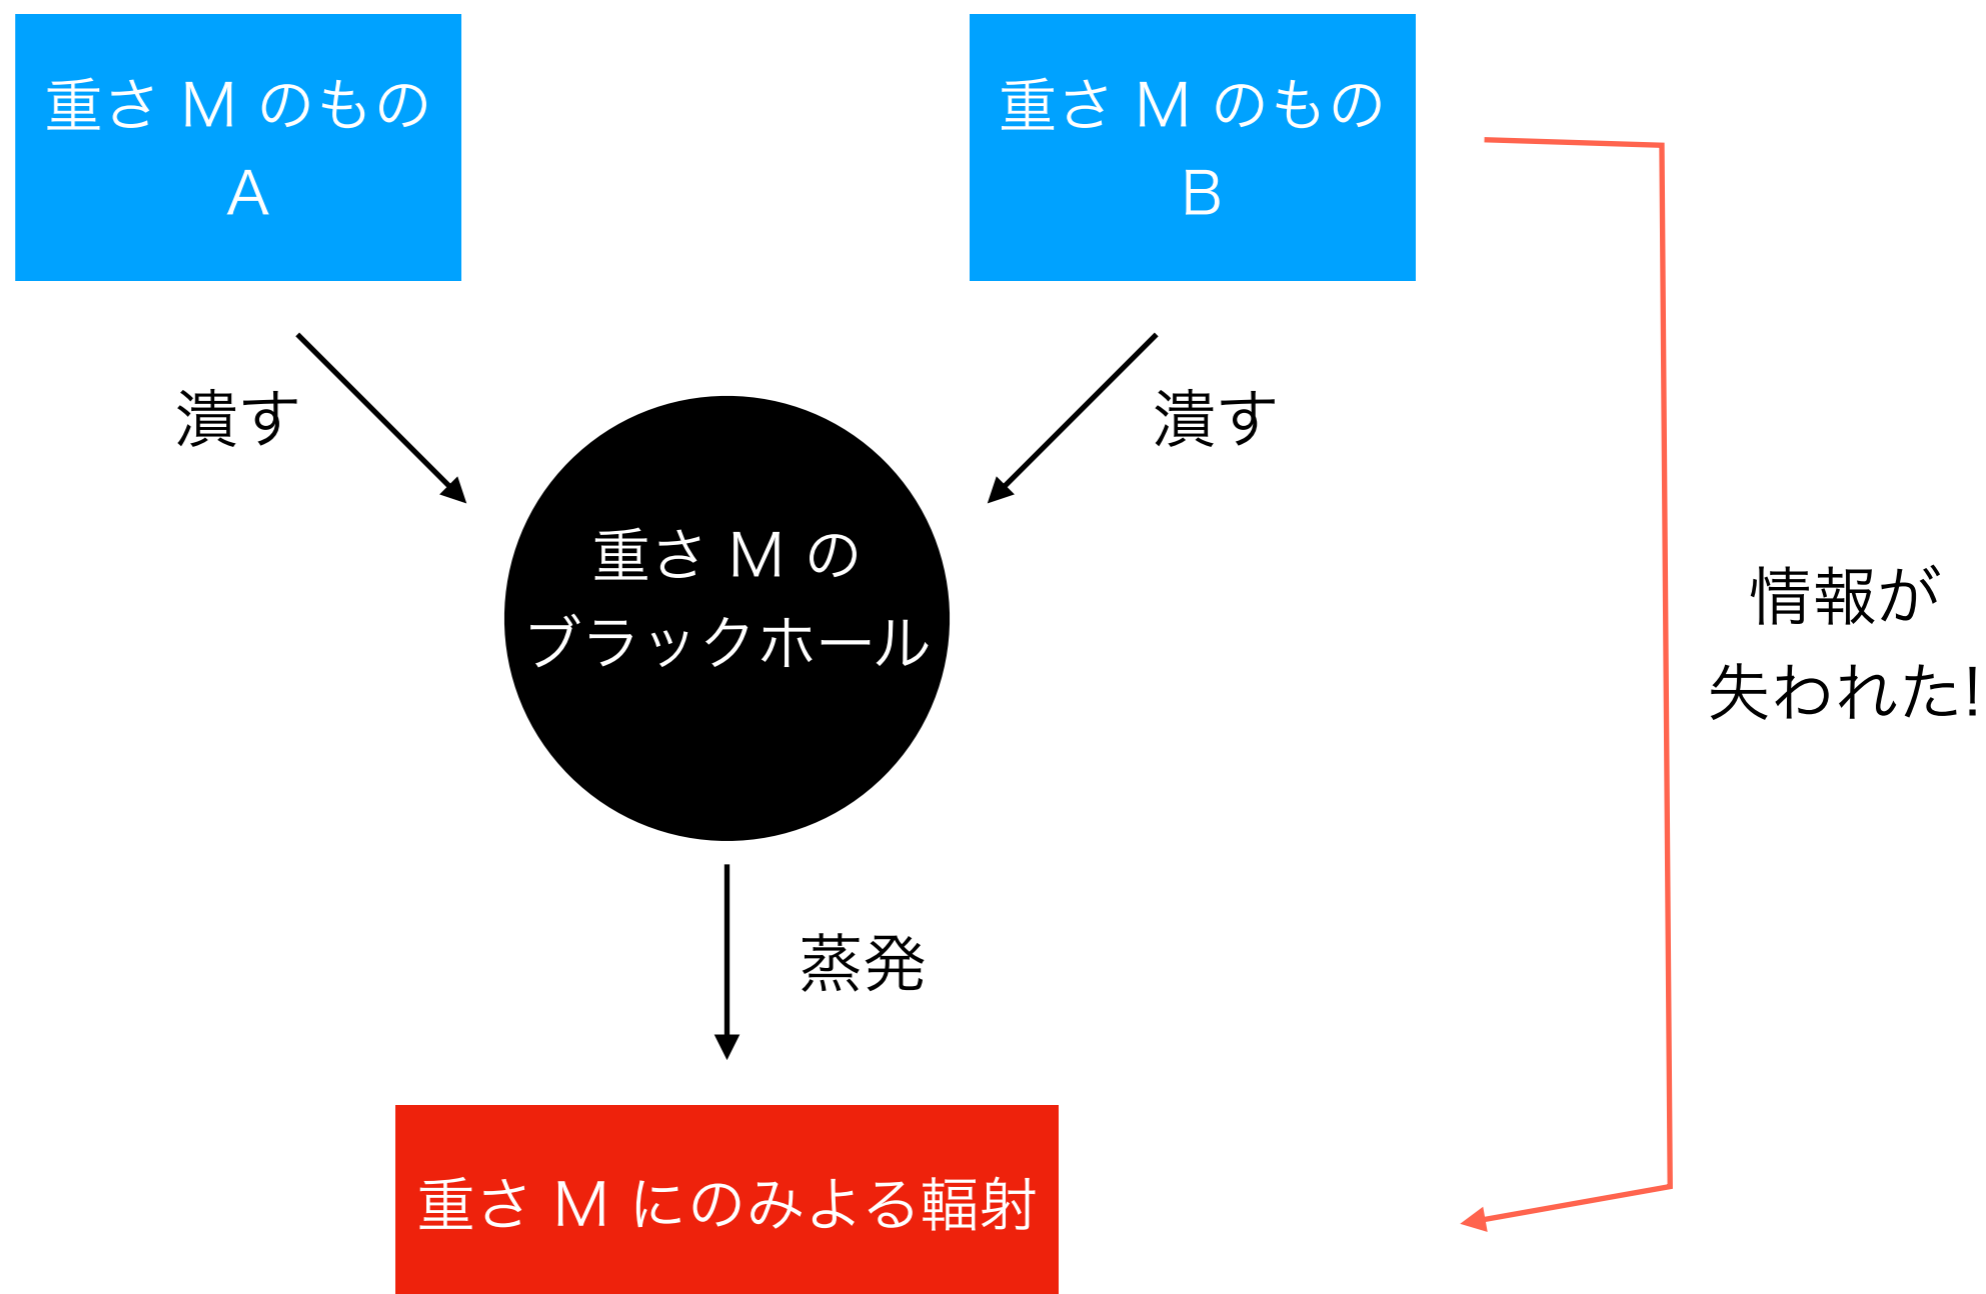 重さ M のもの
A
重さ M のもの
B
潰す
潰す
重さ M の
ブラックホール
情報が
失われた!
蒸発
重さ M にのみよる輻射